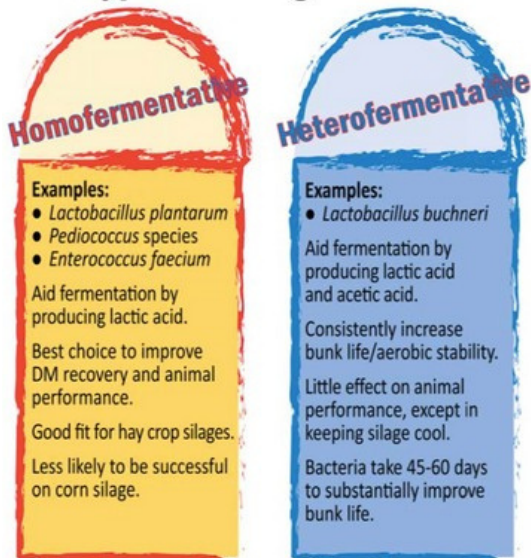 Homofermentative
Examples:
● Lactobacillus plantarum
● Pediococcus species
● Enterococcus faecium
Aid fermentation by
producing lactic acid.
Best choice to improve
DM recovery and animal
performance.
Good fit for hay crop silages.
Less likely to be successful
on corn silage.
Heterofermentative
Examples:
● Lactobacillus buchneri
Aid fermentation by
producing lactic acid
and acetic acid.
Consistently increase
bunk life/aerobic stability.
Little effect on animal
performance, except in
keeping silage cool.
Bacteria take 45-60 days
to substantially improve
bunk life.